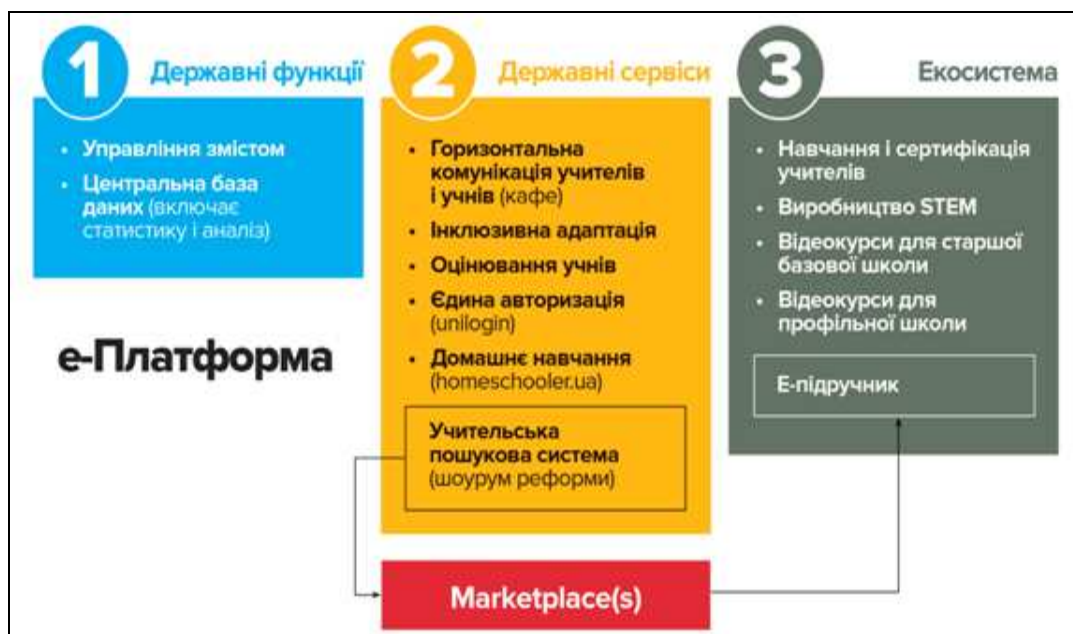 1
Державні функції
• Управління змістом
• Центральна база
даних (включає
статистику і аналіз)
е-Платформа
2
Державні сервіси
• Горизонтальна
комунікація учителів
і учнів (кафе)
• Інклюзивна адаптація
• Оцінювання учнів
• Єдина авторизація
(unilogin)
• Домашнє навчання
(homeschooler.ua)
Учительська
пошукова система
(шоурум реформи)
Marketplace(s)
3
Екосистема
• Навчання і сертифікація
учителів
• Виробництво STEM
• Відеокурси для старшої
базової школи
• Відеокурси для
профільної школи
Е-підручник